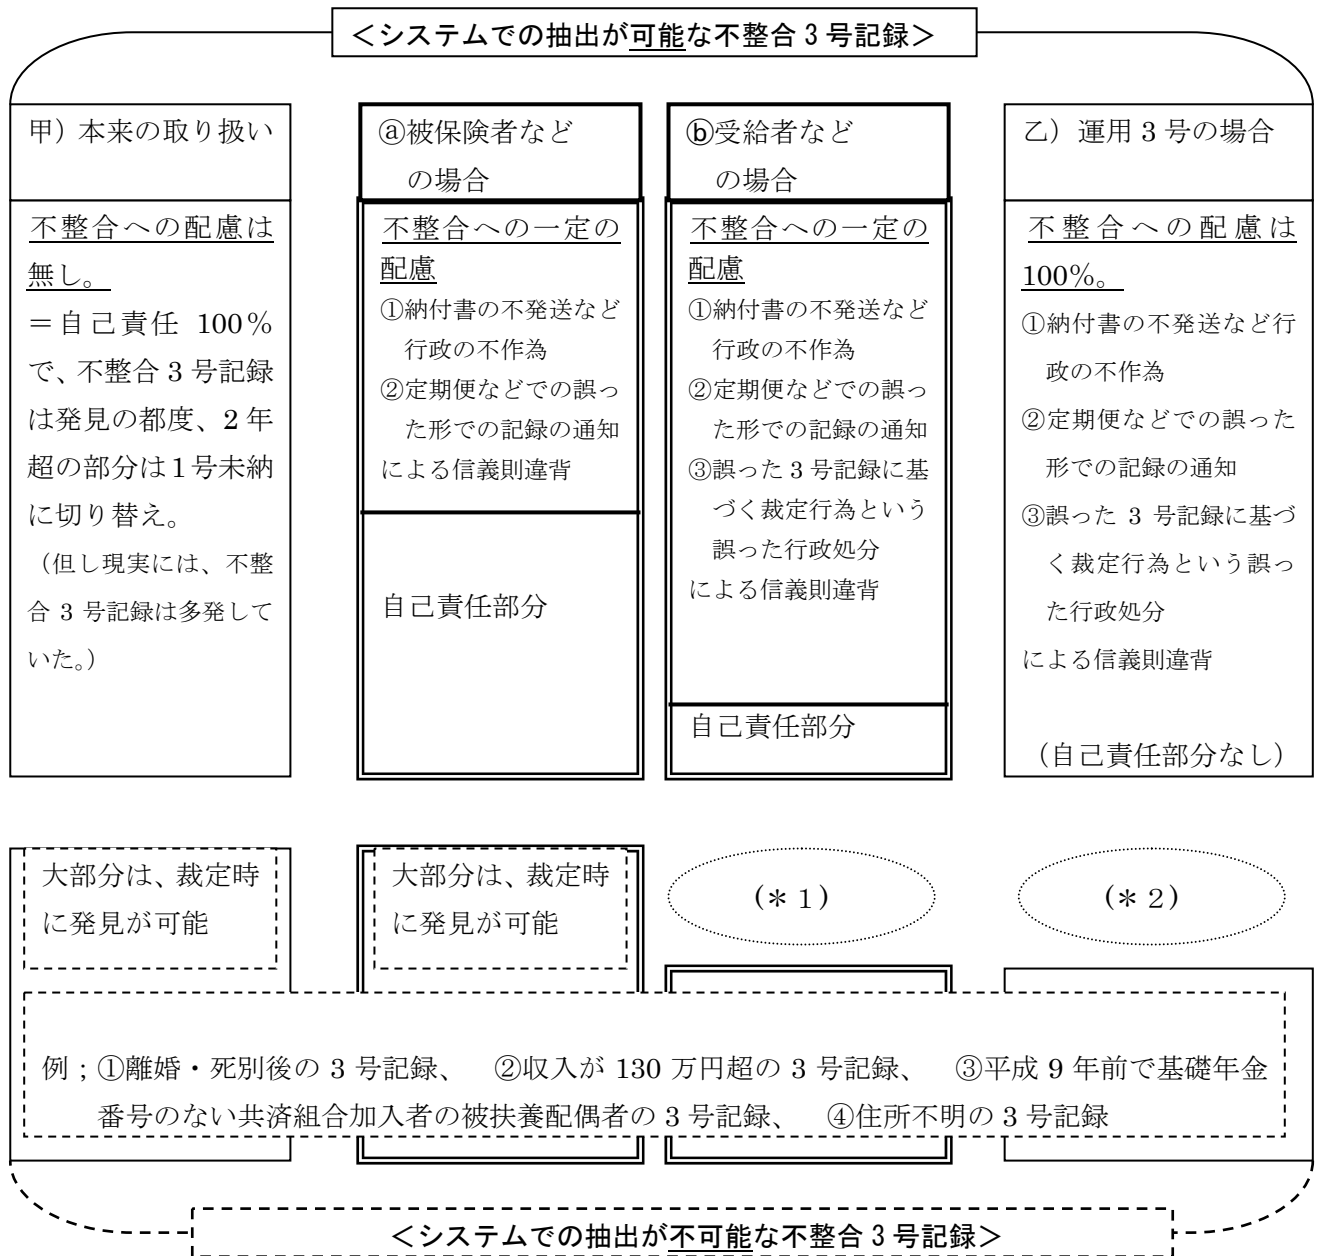 ＜システムでの抽出が可能な不整合３号記録＞
甲）本来の取り扱い
不整合への配慮は
無し。
＝自己責任 100％
で、不整合 3 号記録
は発見の都度、2 年
超の部分は１号未納
に切り替え。
（但し現実には、不整
合 3 号記録は多発して
いた。）
ⓐ被保険者など
の場合
不整合への一定の
配慮
①納付書の不発送など
行政の不作為
②定期便などでの誤っ
た形での記録の通知
による信義則違背
自己責任部分
ⓑ受給者など
の場合
不整合への一定の
配慮
①納付書の不発送など
行政の不作為
②定期便などでの誤っ
た形での記録の通知
③誤った 3 号記録に基
づく裁定行為という
誤った行政処分
による信義則違背
自己責任部分
乙）運用 3 号の場合
不整合への配慮は
100%。
①納付書の不発送など行
政の不作為
②定期便などでの誤った
形での記録の通知
③誤った 3 号記録に基づ
く裁定行為という誤っ
た行政処分
による信義則違背
（自己責任部分なし）
大部分は、裁定時
に発見が可能
大部分は、裁定時
に発見が可能
（＊１）
（＊２）
例；①離婚・死別後の 3 号記録、　②収入が 130 万円超の 3 号記録、　③平成 9 年前で基礎年金
番号のない共済組合加入者の被扶養配偶者の 3 号記録、　④住所不明の 3 号記録
＜システムでの抽出が不可能な不整合３号記録＞